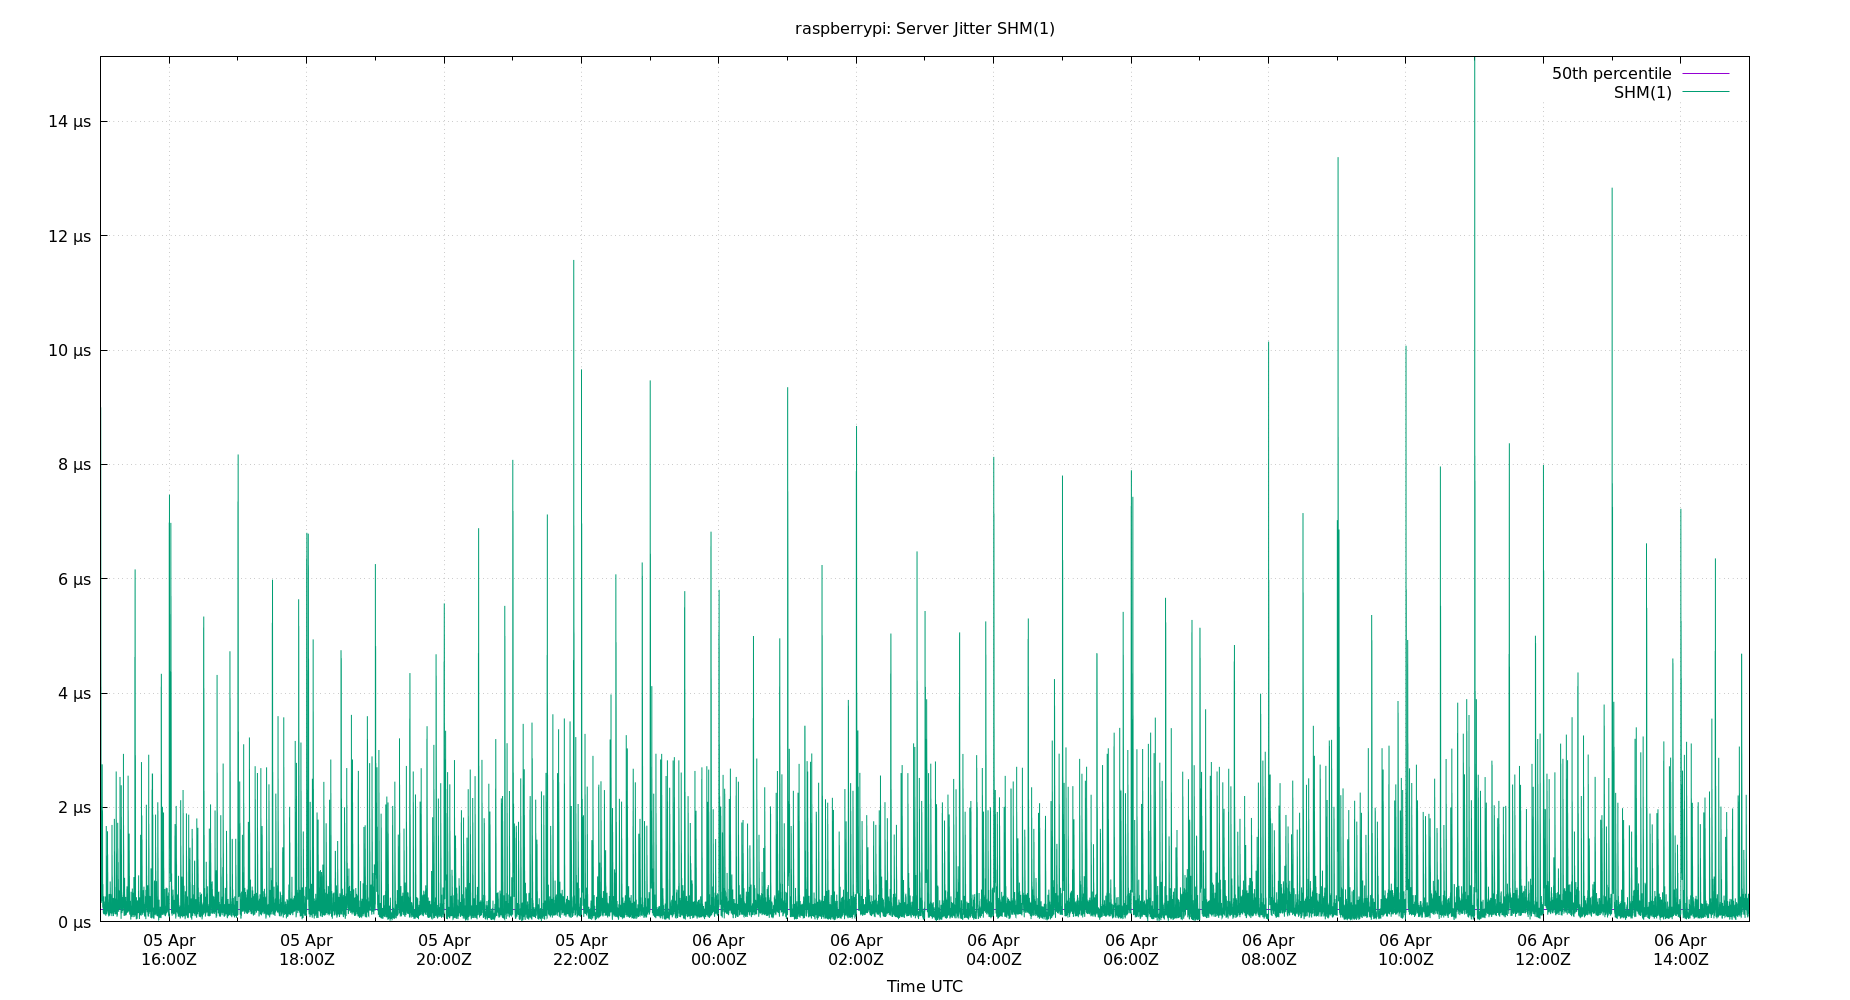 raspberrypi: Server Jitter SHM(1)
50th percentile
SHM(1)
14 µs
12 µs
10 µs
8 µs
6 µs
4 µs
2 µs
0 µs
05 Apr 05 Apr 05 Apr 05 Apr 06 Apr 06 Apr 06 Apr 06 Apr 06 Apr 06 Apr 06 Apr 06 Apr
16:00Z 18:00Z 20:00Z 22:00Z 00:00Z 02:00Z 04:00Z 06:00Z 08:00Z 10:00Z 12:00Z 14:00Z
Time UTC